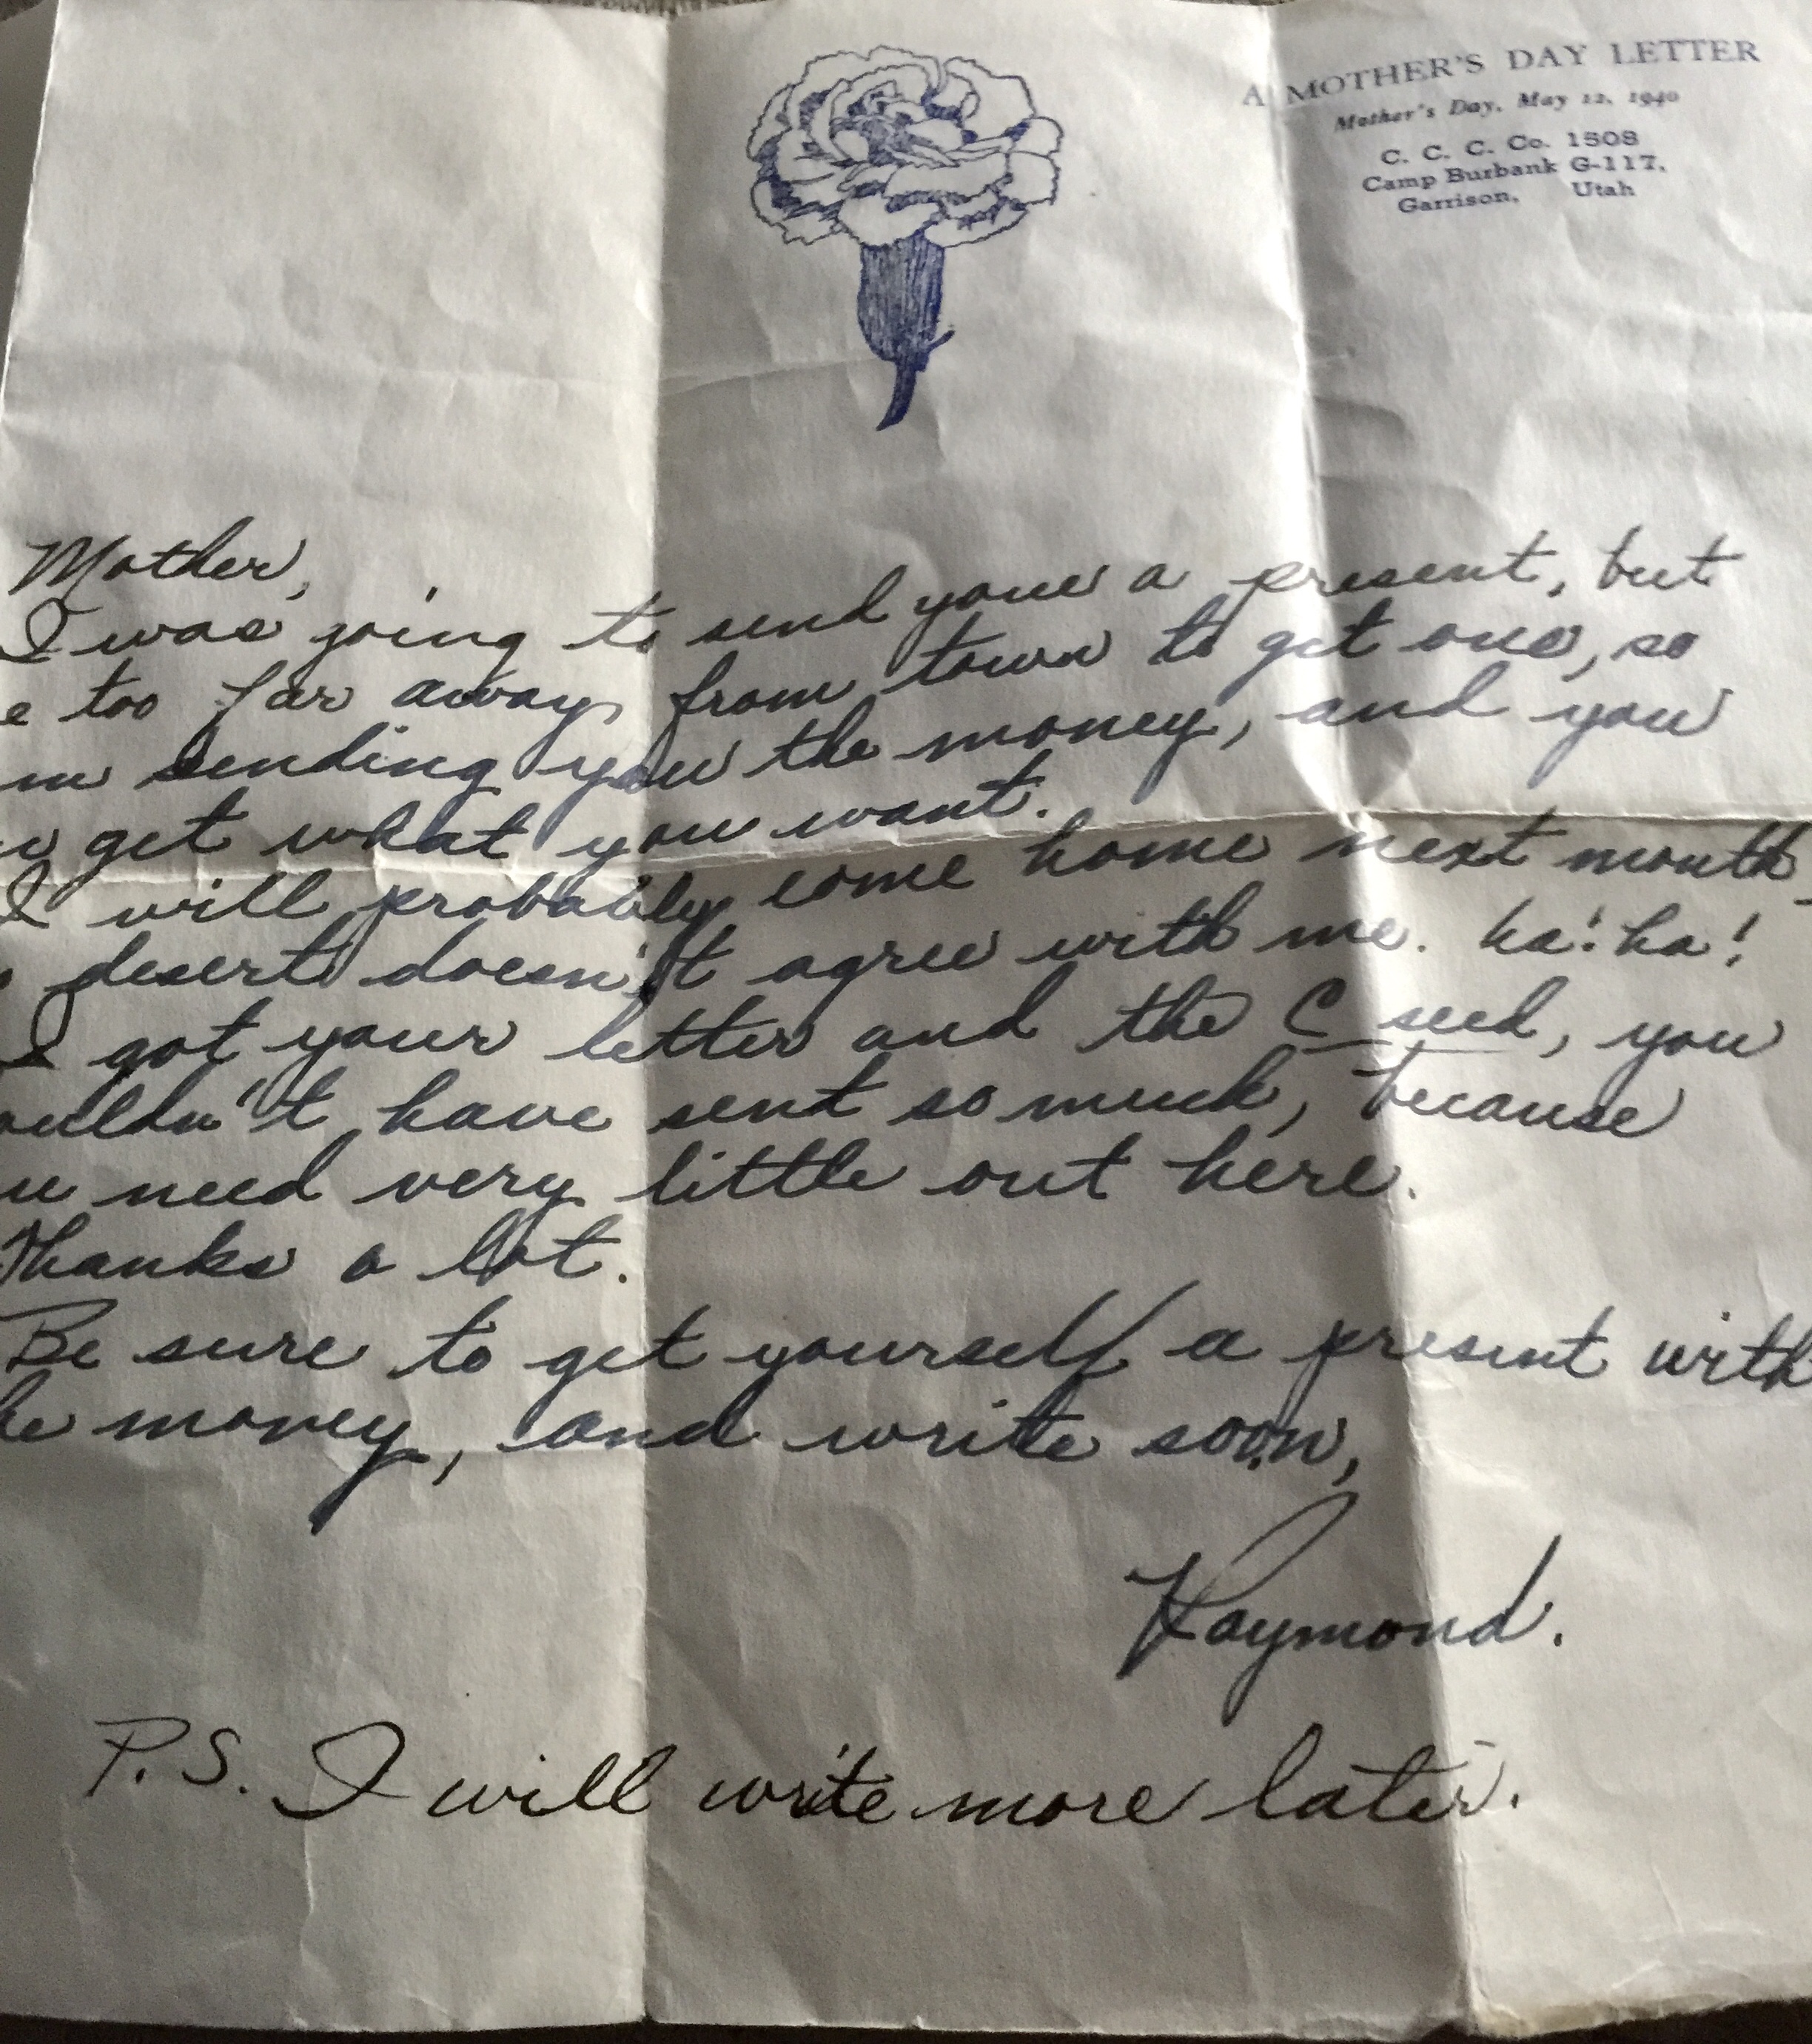 A MOTHER'S DAY LETTER
Mother's Day, May 12, 1940
C. C. C. Co. 1508
Camp Burbank G-117,
Garrison, Utah
Mother,
I was going to send you a present, but
e too far away from town to get one, so
m sending you the money, and you
get what you want.
I will probably come home next month
desert doesn't agree with me. ha! ha!
I got your letter and the C seed, you
ouldn't have sent so much, because
u need very little out here.
Thanks a lot.
Be sure to get yourself a present with
he money, and write soon,
Raymond.
P.S. I will write more later.